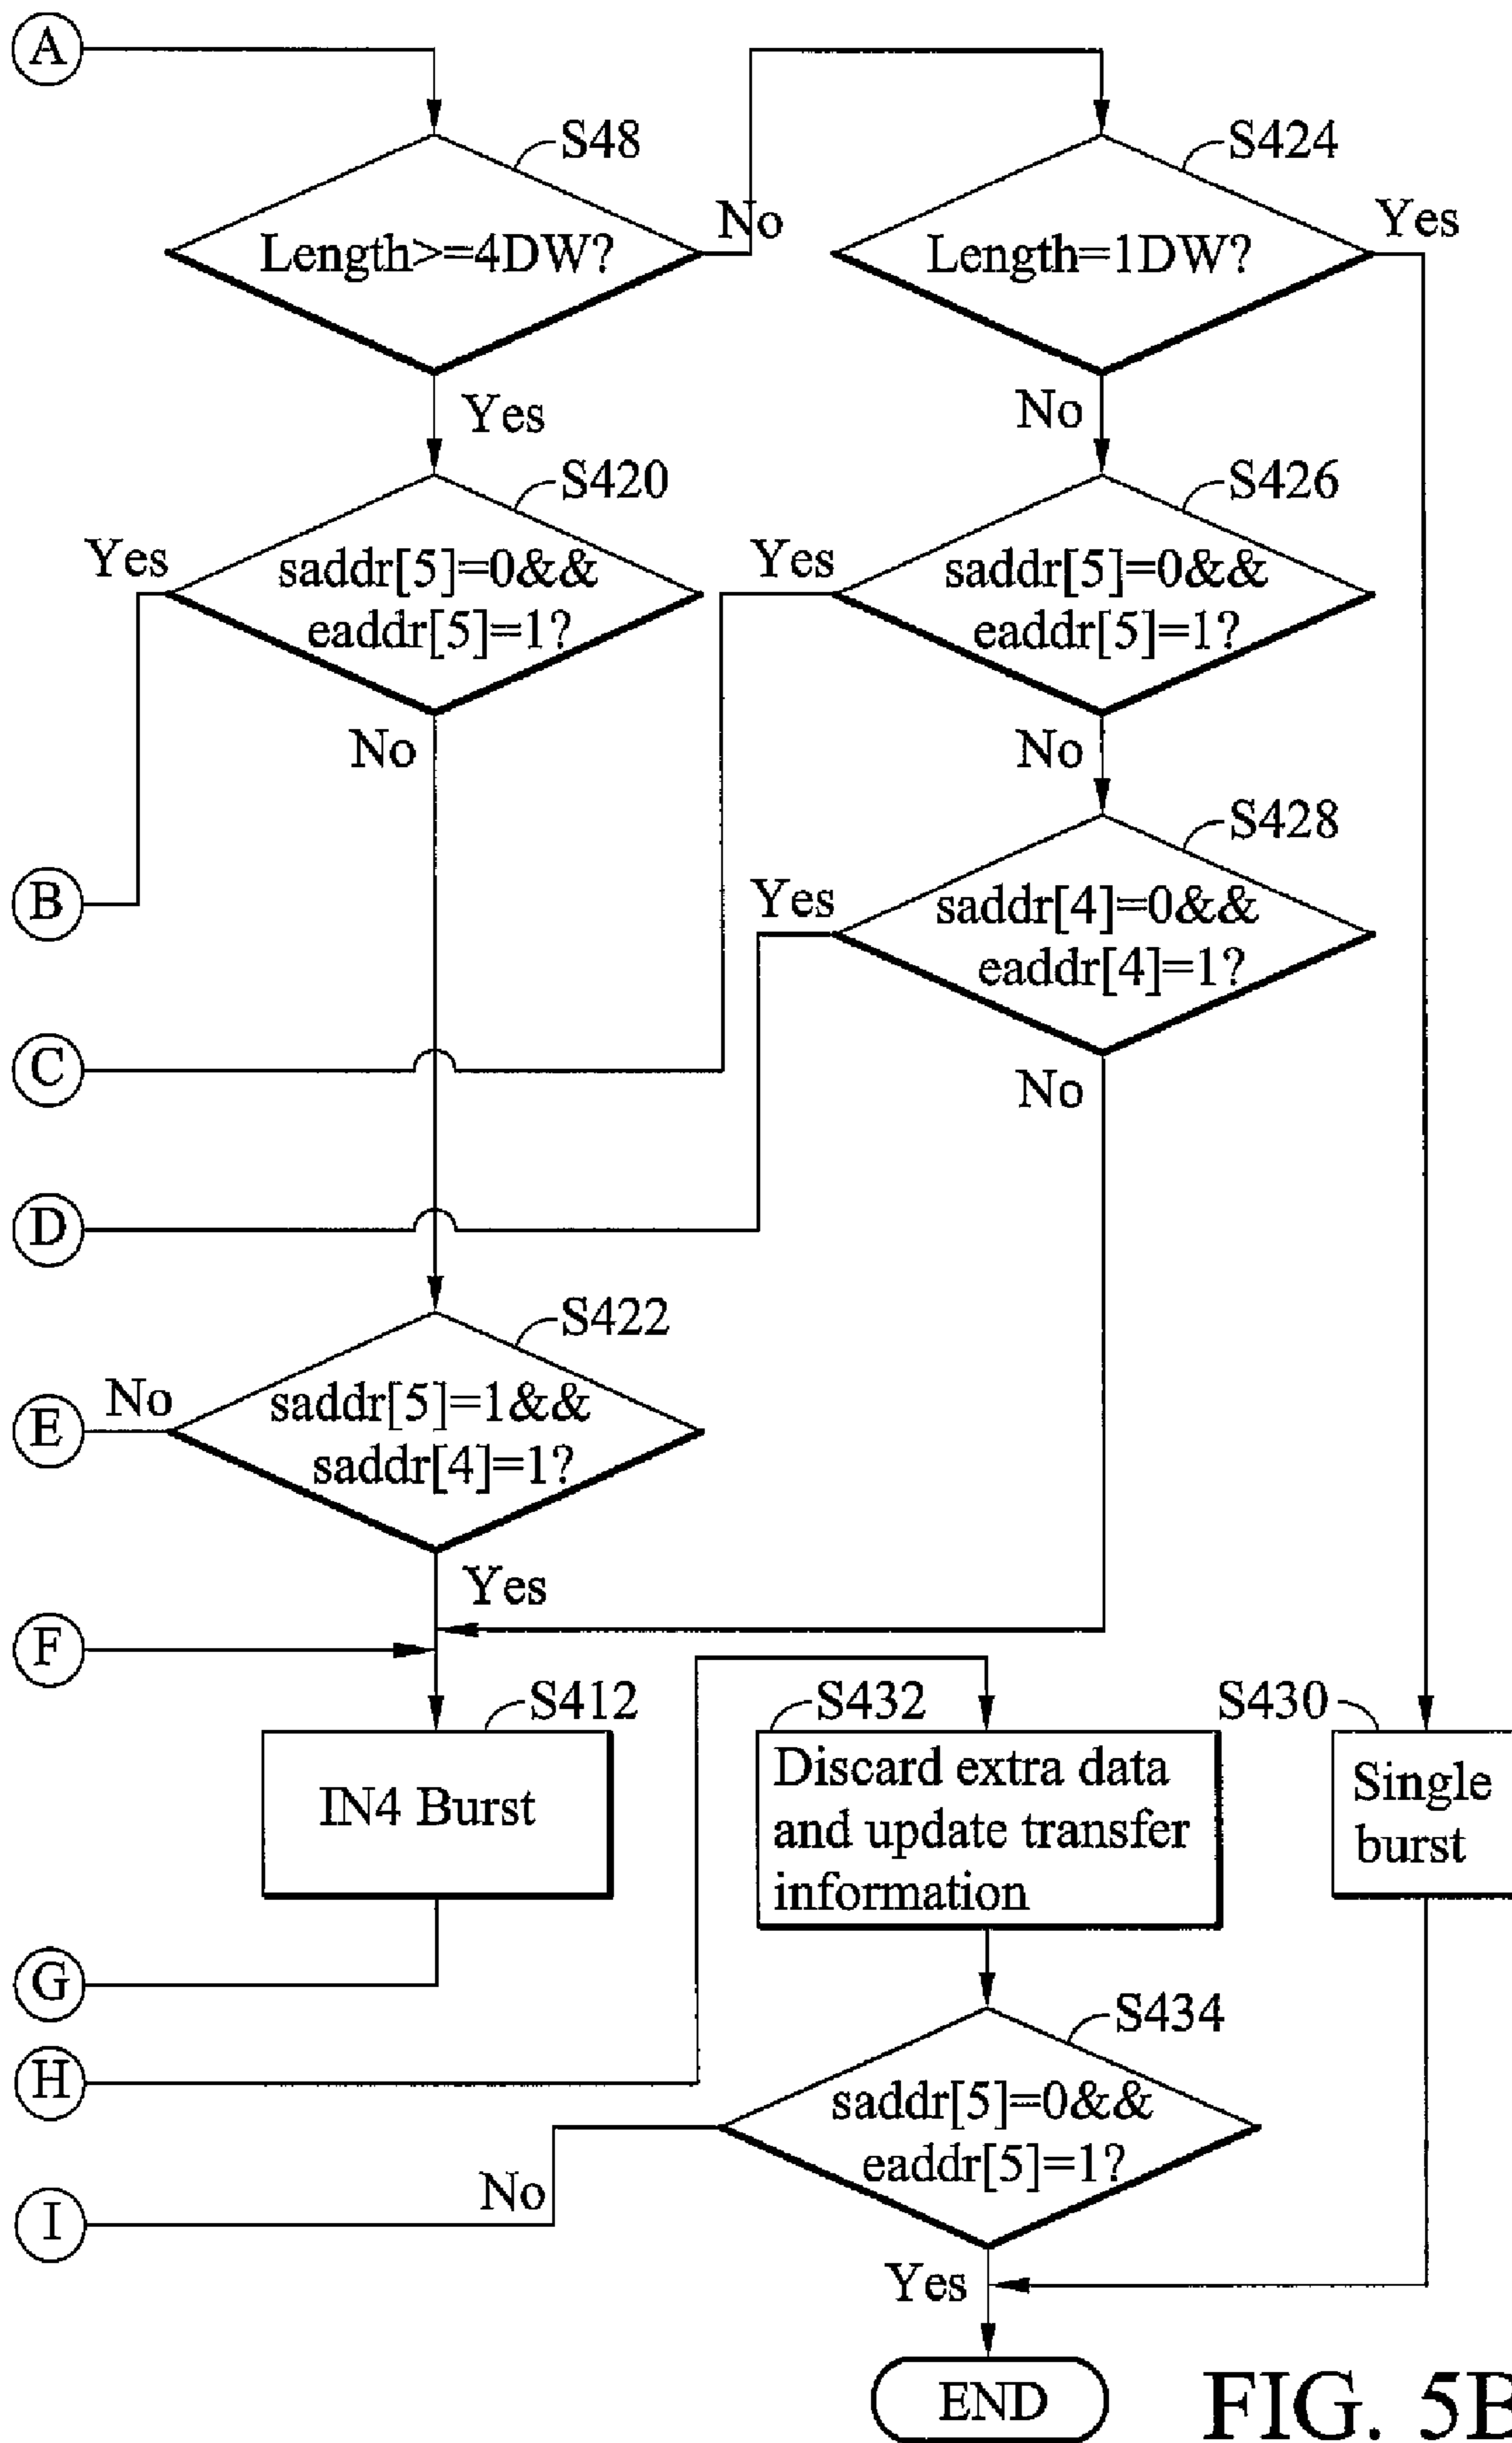 A
S48
S424
No
Yes
Length>=4DW?
Length=1DW?
Yes
No
S420
S426
Yes
saddr[5]=0&&
eaddr[5]=1?
Yes
saddr[5]=0&&
eaddr[5]=1?
No
No
S428
B
Yes
saddr[4]=0&&
eaddr[4]=1?
C
No
D
S422
E
No
saddr[5]=1&&
saddr[4]=1?
Yes
F
S412
S432
S430
IN4 Burst
Discard extra data
and update transfer
information
Single
burst
G
S434
H
saddr[5]=0&&
eaddr[5]=1?
No
I
Yes
END
FIG. 5B